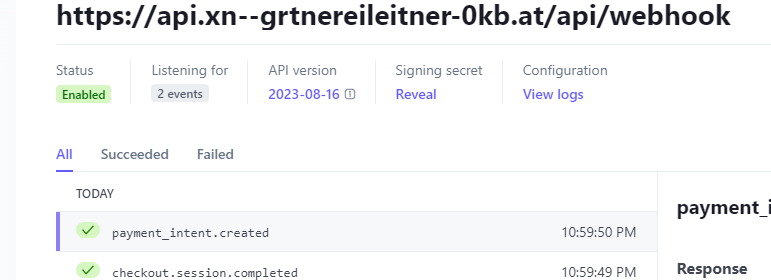 https://api.xn--grtnereileitner-0kb.at/api/webhook
Status Listening for API version Signing secret Configuration
Enabled 2 events 2023-08-16 Reveal View logs
All Succeeded Failed
TODAY
payment_intent.created 10:59:50 PM
payment_i
checkout.session.completed 10:59:49 PM
Response